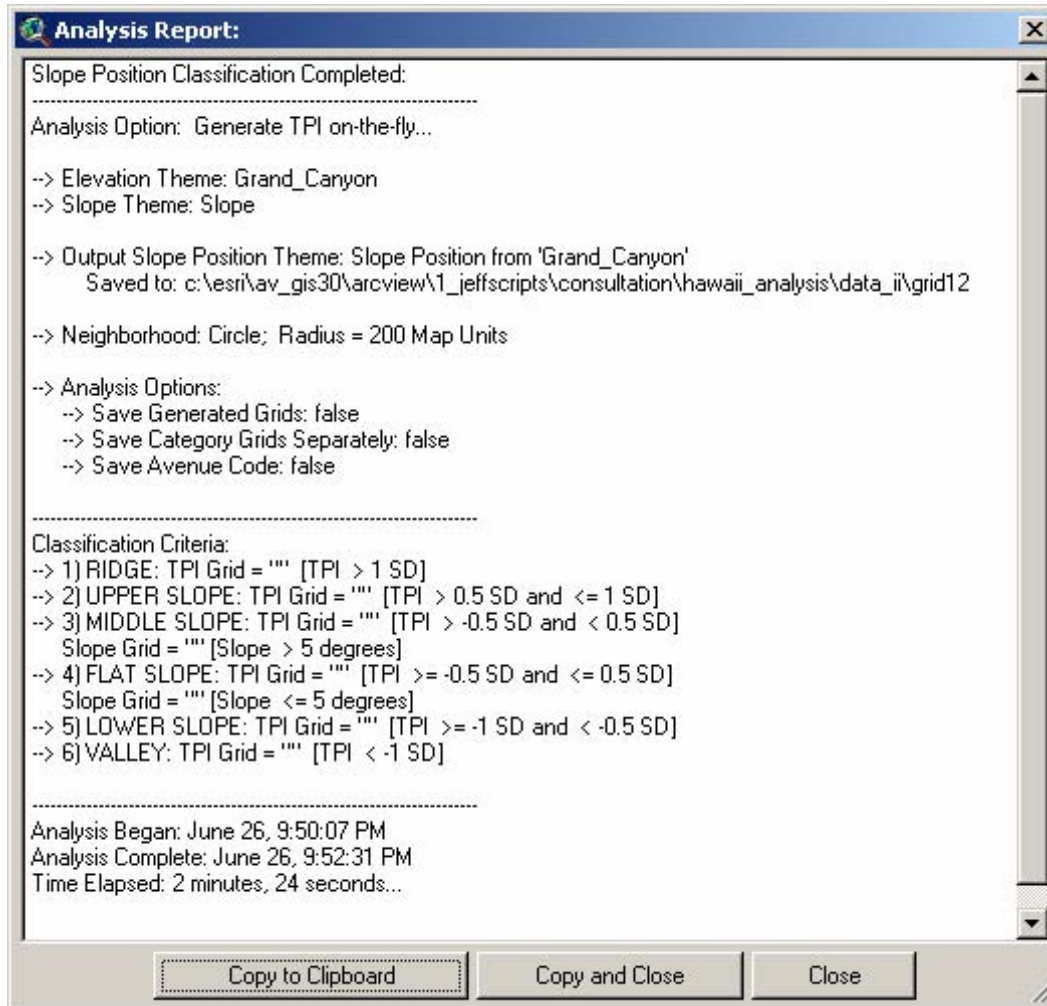 Analysis Report:
Slope Position Classification Completed:
-----------------------------------------------------------------------
Analysis Option:  Generate TPI on-the-fly...
--> Elevation Theme: Grand_Canyon
--> Slope Theme: Slope
--> Output Slope Position Theme: Slope Position from 'Grand_Canyon'
Saved to: c:\esri\av_gis30\arcview\1_jeffscripts\consultation\hawaii_analysis\data_ii\grid12
--> Neighborhood: Circle;  Radius = 200 Map Units
--> Analysis Options:
--> Save Generated Grids: false
--> Save Category Grids Separately: false
--> Save Avenue Code: false
-----------------------------------------------------------------------
Classification Criteria:
--> 1) RIDGE: TPI Grid = ""  [TPI  > 1 SD]
--> 2) UPPER SLOPE: TPI Grid = ""  [TPI  > 0.5 SD and  <= 1 SD]
--> 3) MIDDLE SLOPE: TPI Grid = ""  [TPI  > -0.5 SD and  < 0.5 SD]
Slope Grid = "" [Slope  > 5 degrees]
--> 4) FLAT SLOPE: TPI Grid = ""  [TPI  >= -0.5 SD and  <= 0.5 SD]
Slope Grid = "" [Slope  <= 5 degrees]
--> 5) LOWER SLOPE: TPI Grid = ""  [TPI  >= -1 SD and  < -0.5 SD]
--> 6) VALLEY: TPI Grid = ""  [TPI  < -1 SD]
-----------------------------------------------------------------------
Analysis Began: June 26, 9:50:07 PM
Analysis Complete: June 26, 9:52:31 PM
Time Elapsed: 2 minutes, 24 seconds...
Copy to Clipboard
Copy and Close
Close